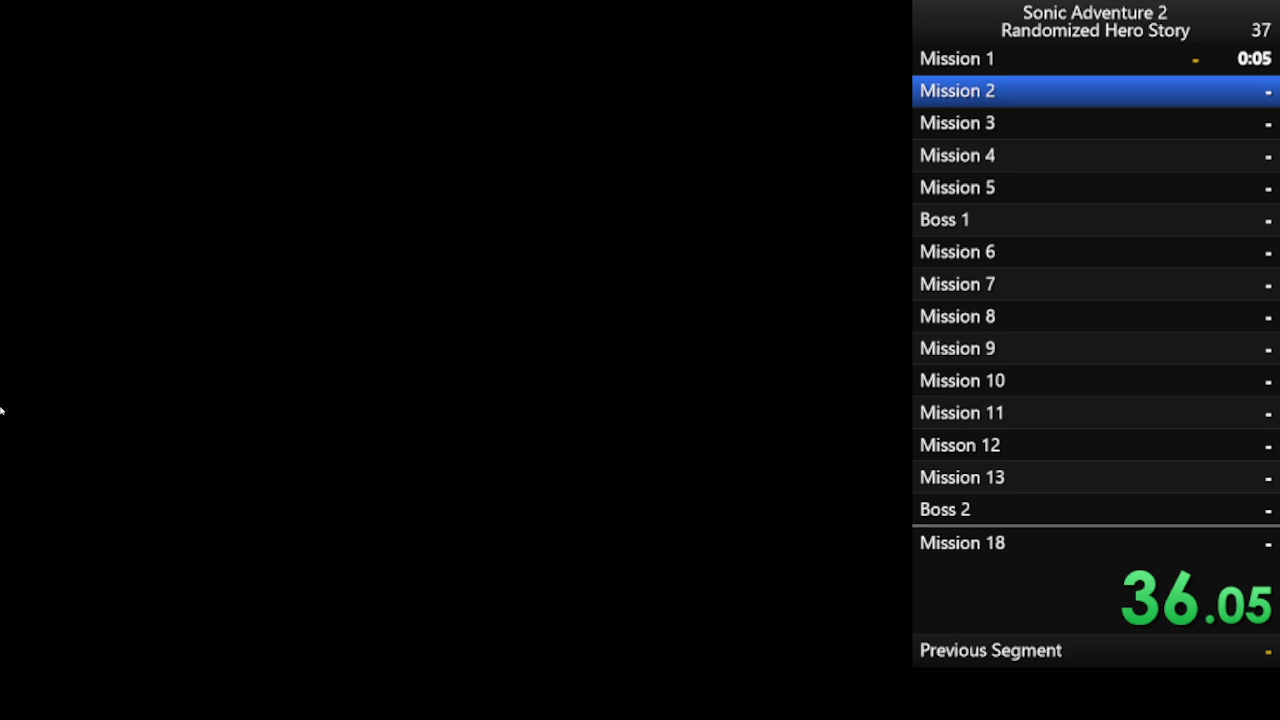 Sonic Adventure 2
Randomized Hero Story 37
Mission 1 - 0:05
Mission 2 -
Mission 3 -
Mission 4 -
Mission 5 -
Boss 1 -
Mission 6 -
Mission 7 -
Mission 8 -
Mission 9 -
Mission 10 -
Mission 11 -
Misson 12 -
Mission 13 -
Boss 2 -
Mission 18 -
36.05
Previous Segment -